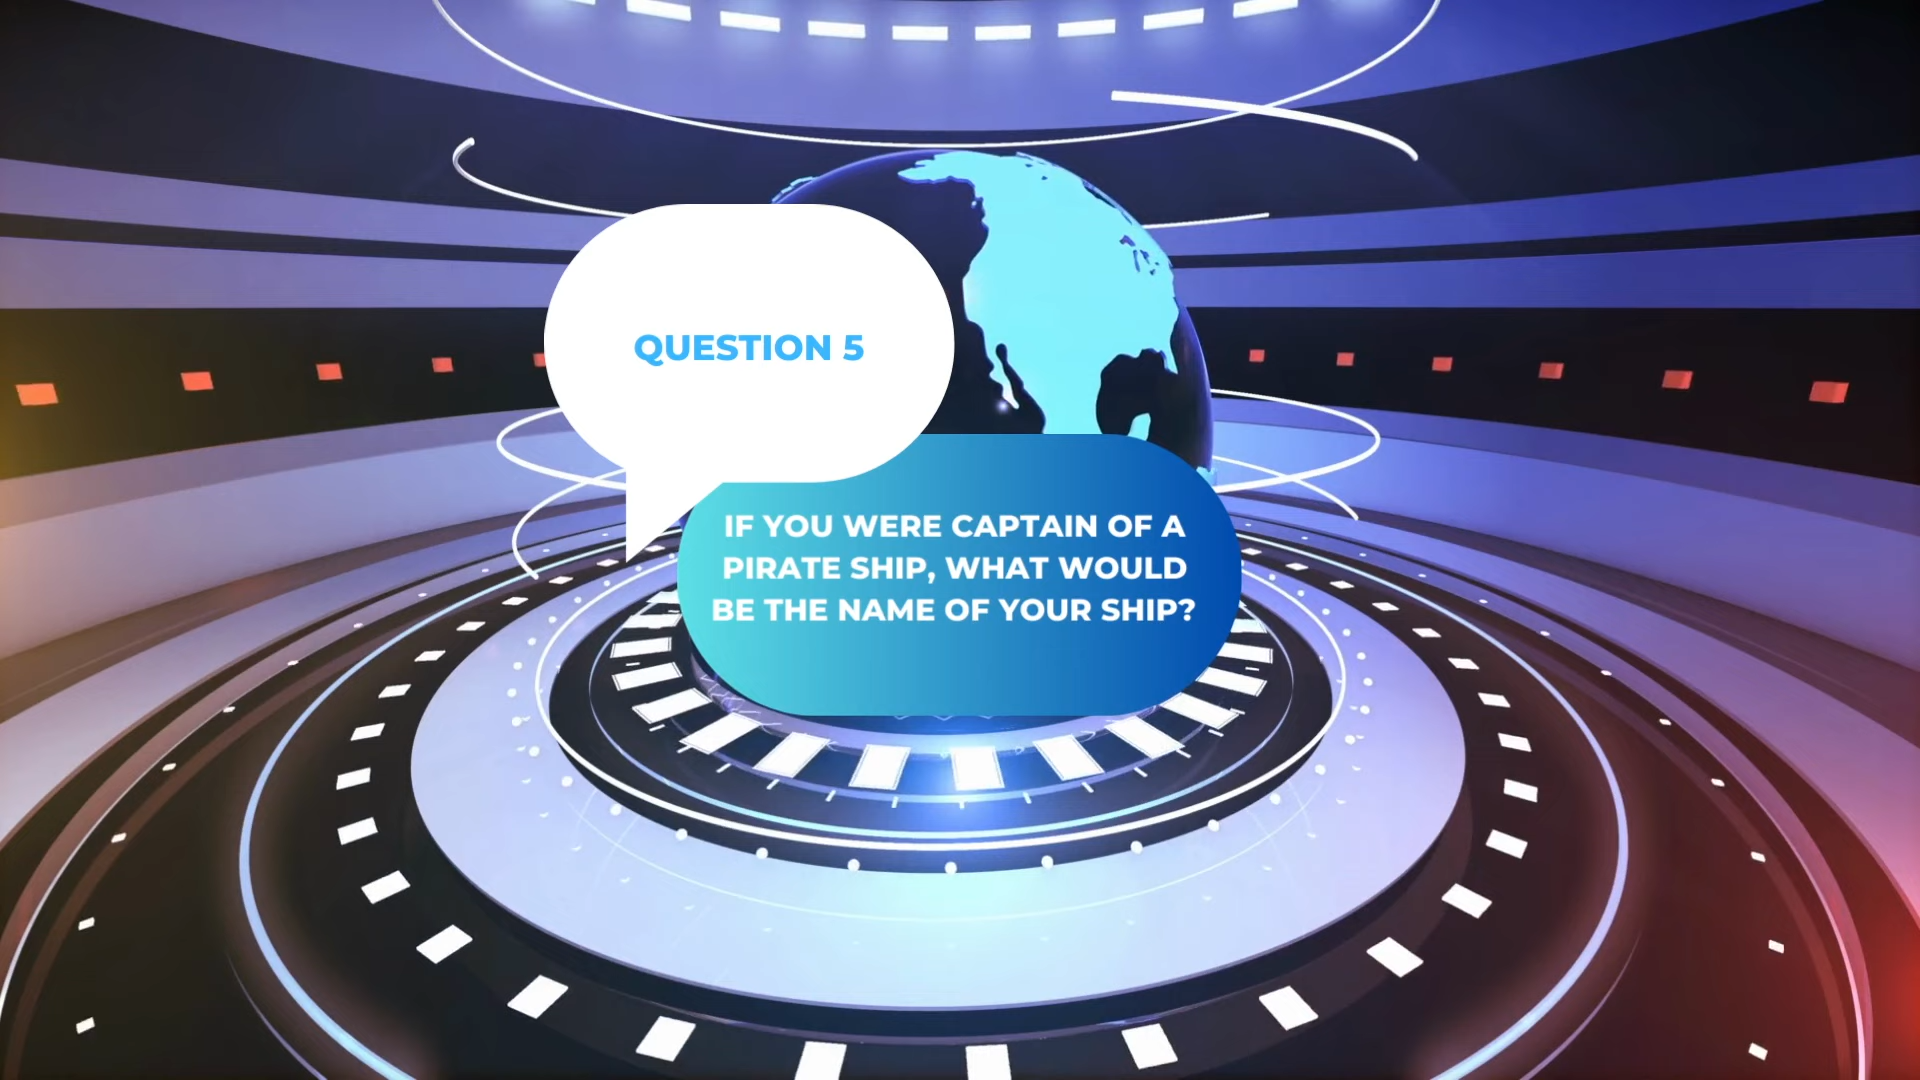 QUESTION 5
IF YOU WERE CAPTAIN OF A
PIRATE SHIP, WHAT WOULD
BE THE NAME OF YOUR SHIP?